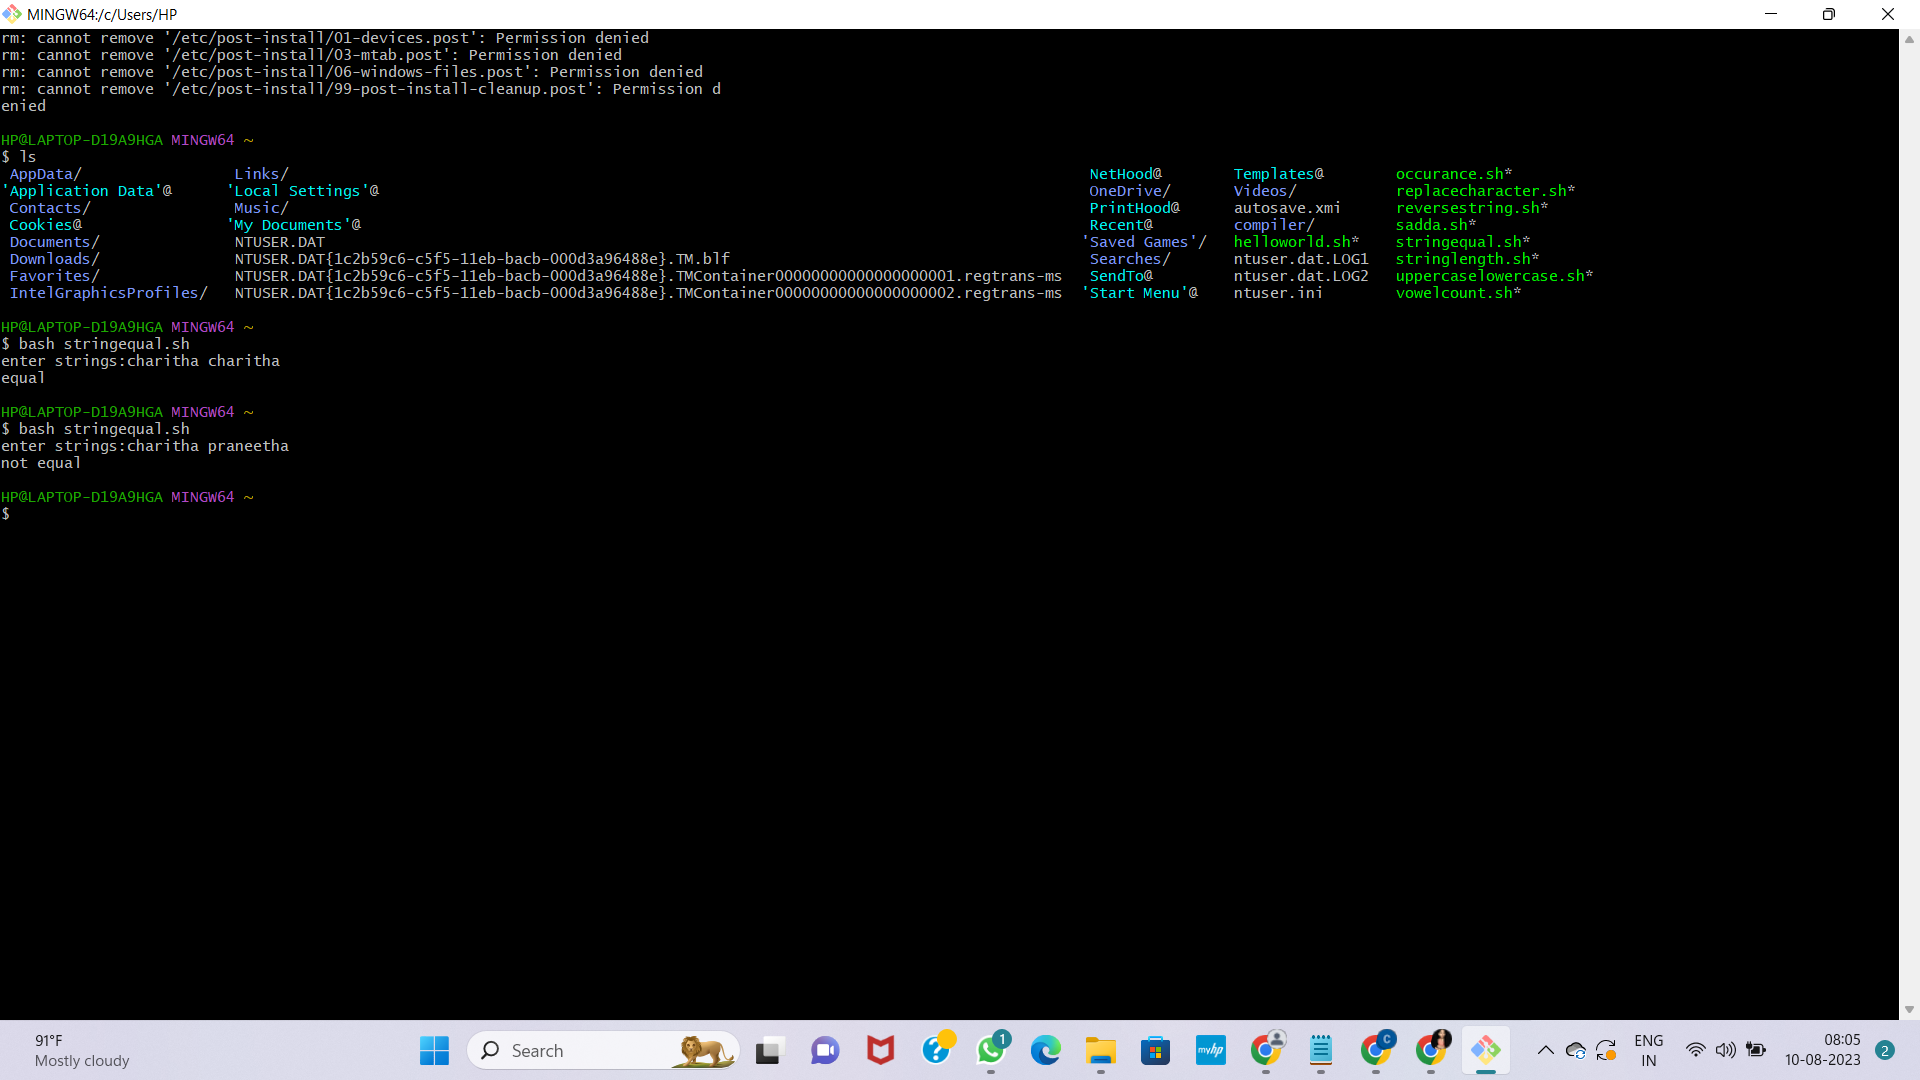 MINGW64:/c/Users/HP
rm: cannot remove '/etc/post-install/01-devices.post': Permission denied
rm: cannot remove '/etc/post-install/03-mtab.post': Permission denied
rm: cannot remove '/etc/post-install/06-windows-files.post': Permission denied
rm: cannot remove '/etc/post-install/99-post-install-cleanup.post': Permission d
enied
HP@LAPTOP-D19A9HGA MINGW64 ~
$ ls
AppData/ Links/ NetHood@ Templates@ occurance.sh*
'Application Data'@ 'Local Settings'@ OneDrive/ Videos/ replacecharacter.sh*
Contacts/ Music/ PrintHood@ autosave.xmi reversestring.sh*
Cookies@ 'My Documents'@ Recent@ compiler/ sadda.sh*
Documents/ NTUSER.DAT 'Saved Games'/ helloworld.sh* stringequal.sh*
Downloads/ NTUSER.DAT{1c2b59c6-c5f5-11eb-bacb-000d3a96488e}.TM.blf Searches/ ntuser.dat.LOG1 stringlength.sh*
Favorites/ NTUSER.DAT{1c2b59c6-c5f5-11eb-bacb-000d3a96488e}.TMContainer00000000000000000001.regtrans-ms SendTo@ ntuser.dat.LOG2 uppercaselowercase.sh*
IntelGraphicsProfiles/ NTUSER.DAT{1c2b59c6-c5f5-11eb-bacb-000d3a96488e}.TMContainer00000000000000000002.regtrans-ms 'Start Menu'@ ntuser.ini vowelcount.sh*
HP@LAPTOP-D19A9HGA MINGW64 ~
$ bash stringequal.sh
enter strings:charitha charitha
equal
HP@LAPTOP-D19A9HGA MINGW64 ~
$ bash stringequal.sh
enter strings:charitha praneetha
not equal
HP@LAPTOP-D19A9HGA MINGW64 ~
$
91°F
Mostly cloudy
Search
1
myhp
C
ENG
IN
08:05
10-08-2023
2